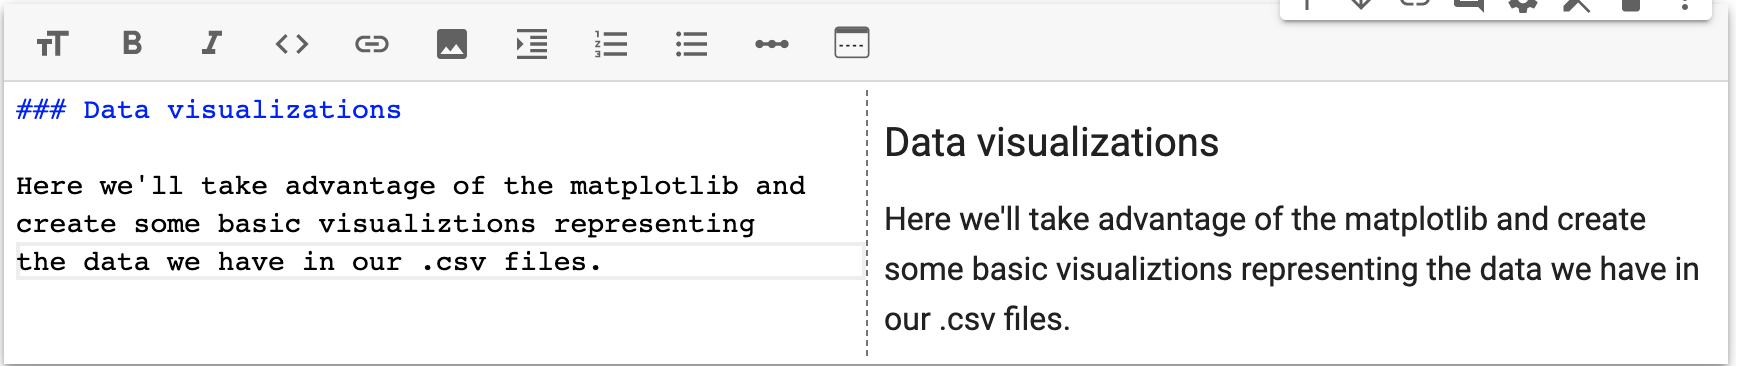 ### Data visualizations
Here we'll take advantage of the matplotlib and
create some basic visualiztions representing
the data we have in our .csv files.
Data visualizations
Here we'll take advantage of the matplotlib and create
some basic visualiztions representing the data we have in
our .csv files.